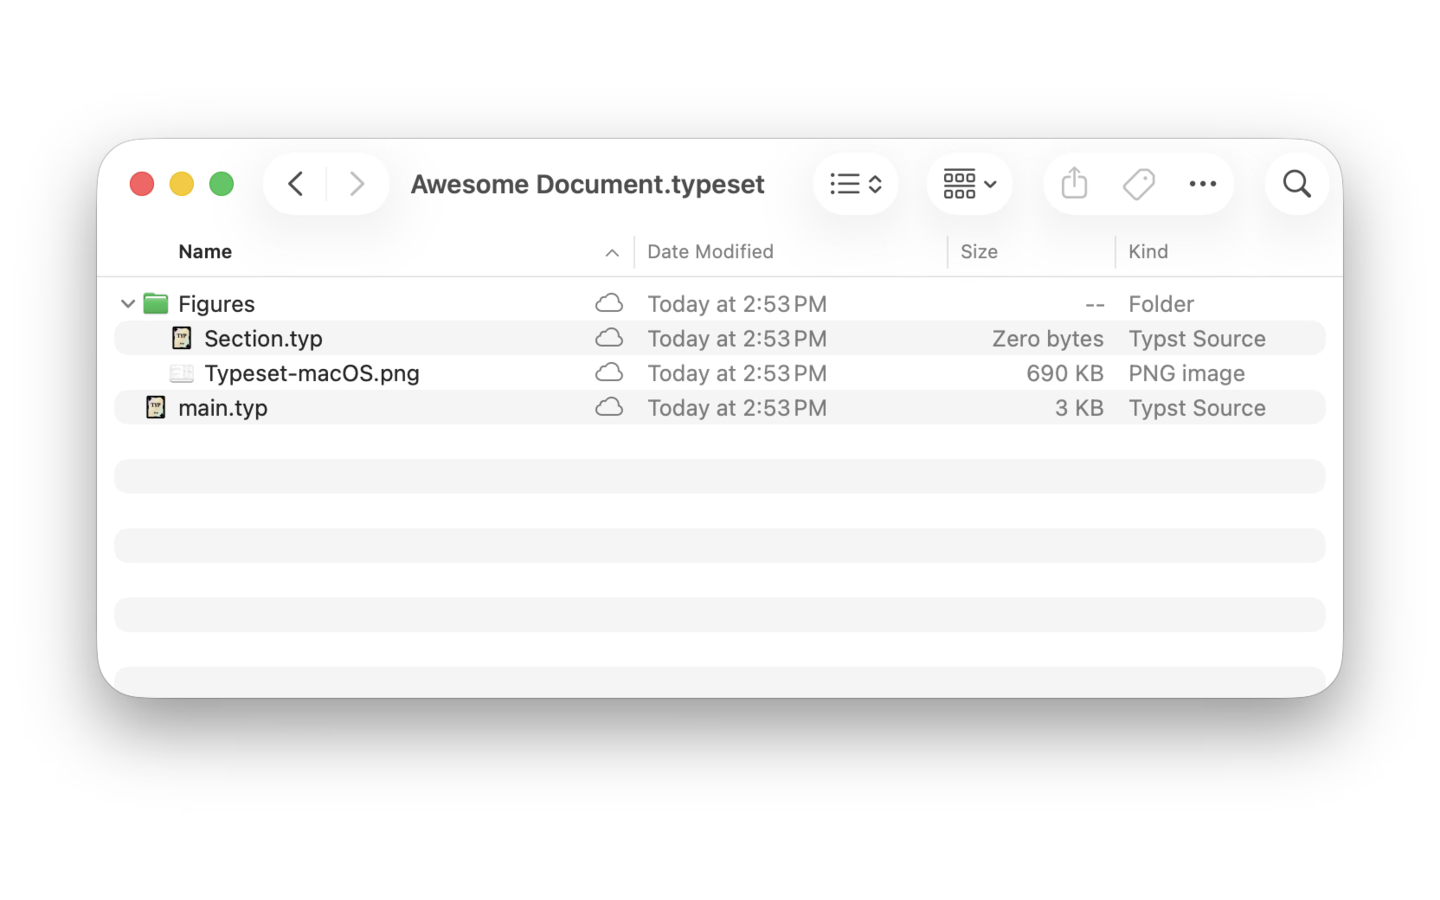 Awesome Document.typeset
Name Date Modified Size Kind
Figures Today at 2:53 PM -- Folder
Section.typ Today at 2:53 PM Zero bytes Typst Source
Typeset-macOS.png Today at 2:53 PM 690 KB PNG image
main.typ Today at 2:53 PM 3 KB Typst Source